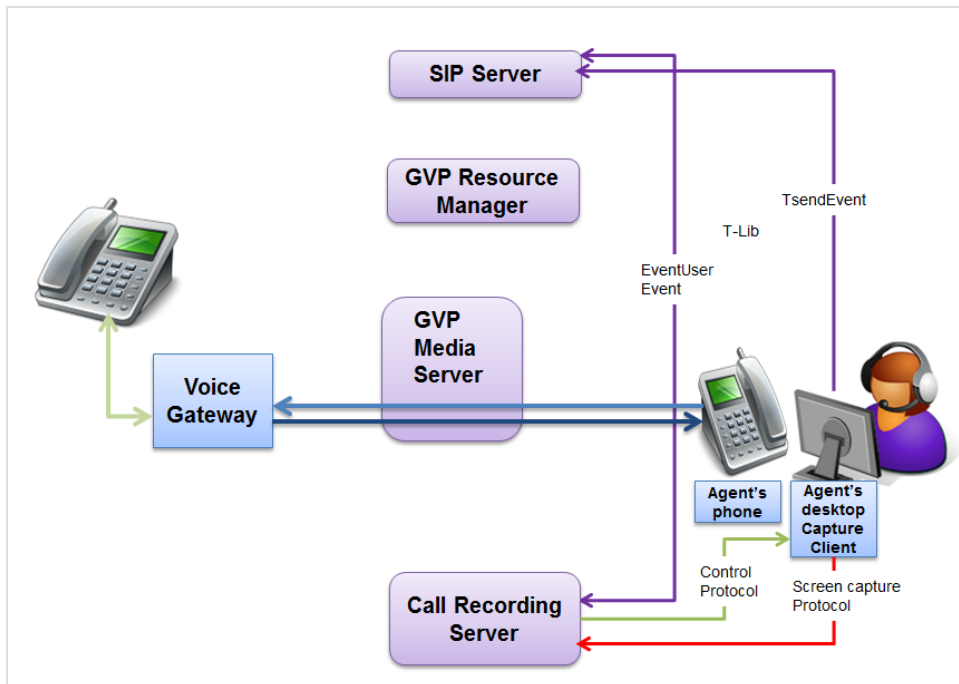 SIP Server
GVP Resource
Manager
TsendEvent
T-Lib
EventUser
Event
GVP
Media
Server
Voice
Gateway
Agent's
phone
Agent's
desktop
Capture
Client
Control
Protocol
Screen capture
Protocol
Call Recording
Server